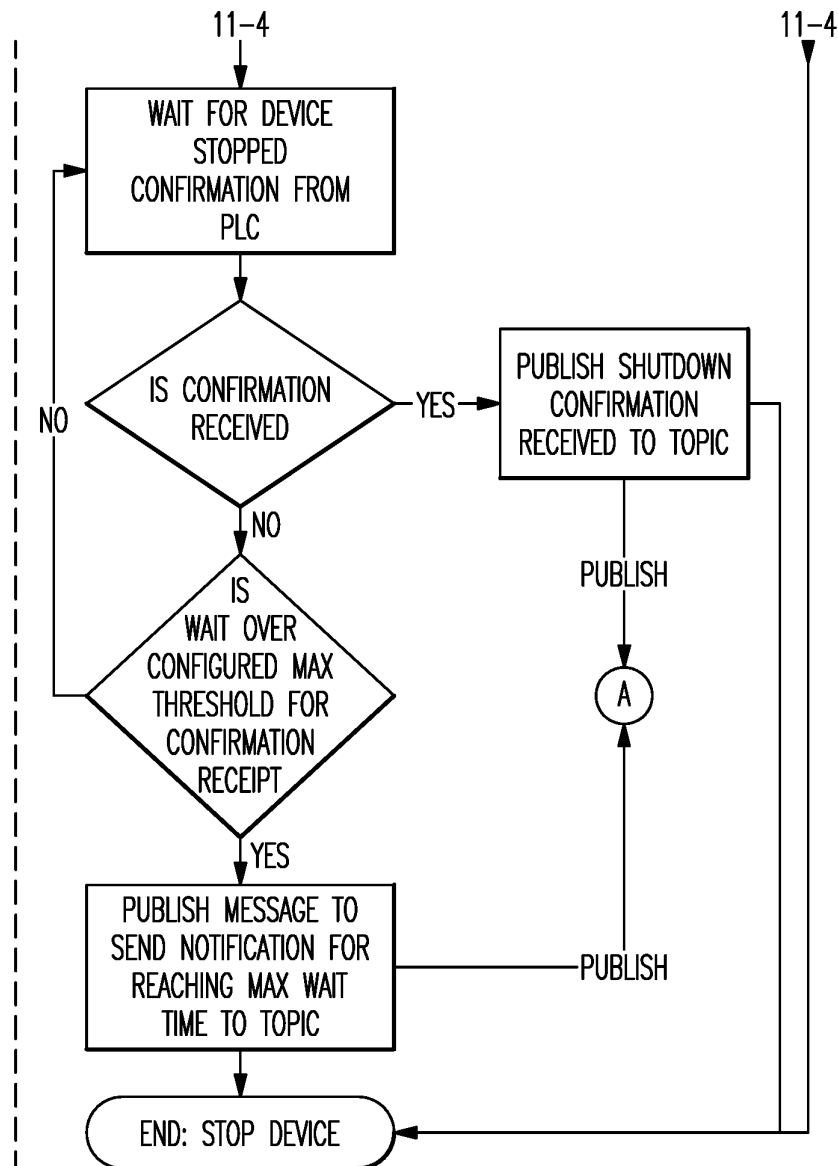 11-4
11-4
WAIT FOR DEVICE
STOPPED
CONFIRMATION FROM
PLC
IS CONFIRMATION
RECEIVED
YES
PUBLISH SHUTDOWN
CONFIRMATION
RECEIVED TO TOPIC
NO
NO
PUBLISH
IS
WAIT OVER
CONFIGURED MAX
THRESHOLD FOR
CONFIRMATION
RECEIPT
A
YES
PUBLISH MESSAGE TO
SEND NOTIFICATION FOR
REACHING MAX WAIT
TIME TO TOPIC
PUBLISH
END: STOP DEVICE